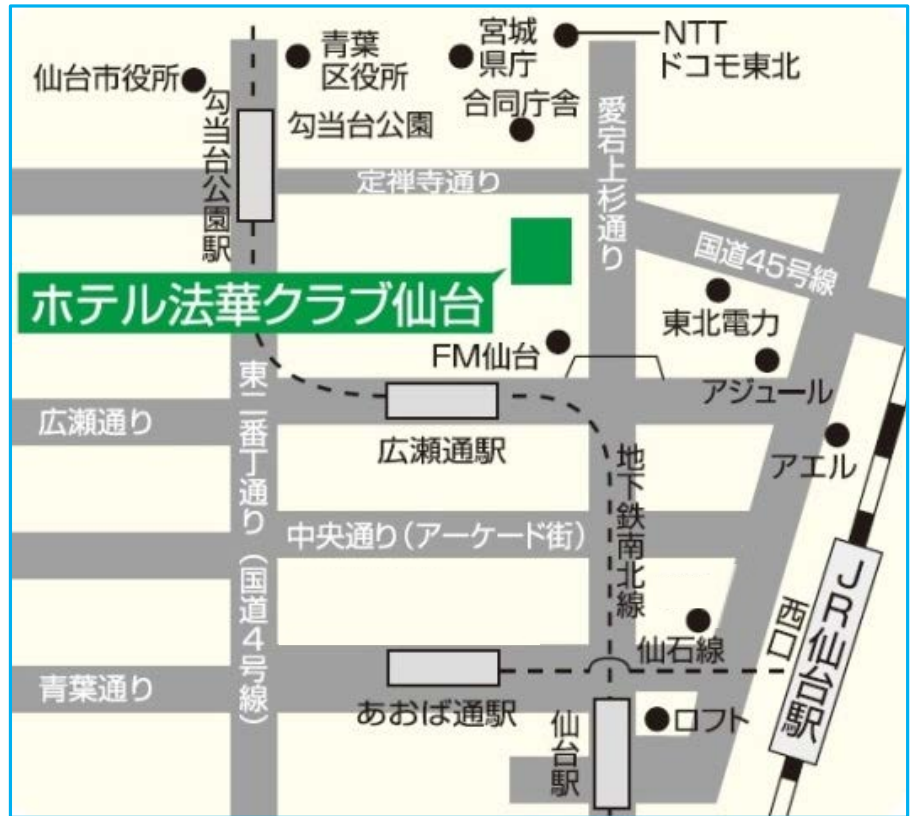 仙台市役所
青葉
区役所
宮城
県庁
NTT
ドコモ東北
合同庁舎
勾当台公園
勾当台公園駅
定禅寺通り
愛宕上杉通り
国道45号線
ホテル法華クラブ仙台
東北電力
FM仙台
アジュール
東二番丁通り（国道4号線）
広瀬通り
広瀬通駅
アエル
地下鉄南北線
中央通り（アーケード街）
JR仙台駅
西口
仙石線
青葉通り
あおば通駅
仙台駅
ロフト